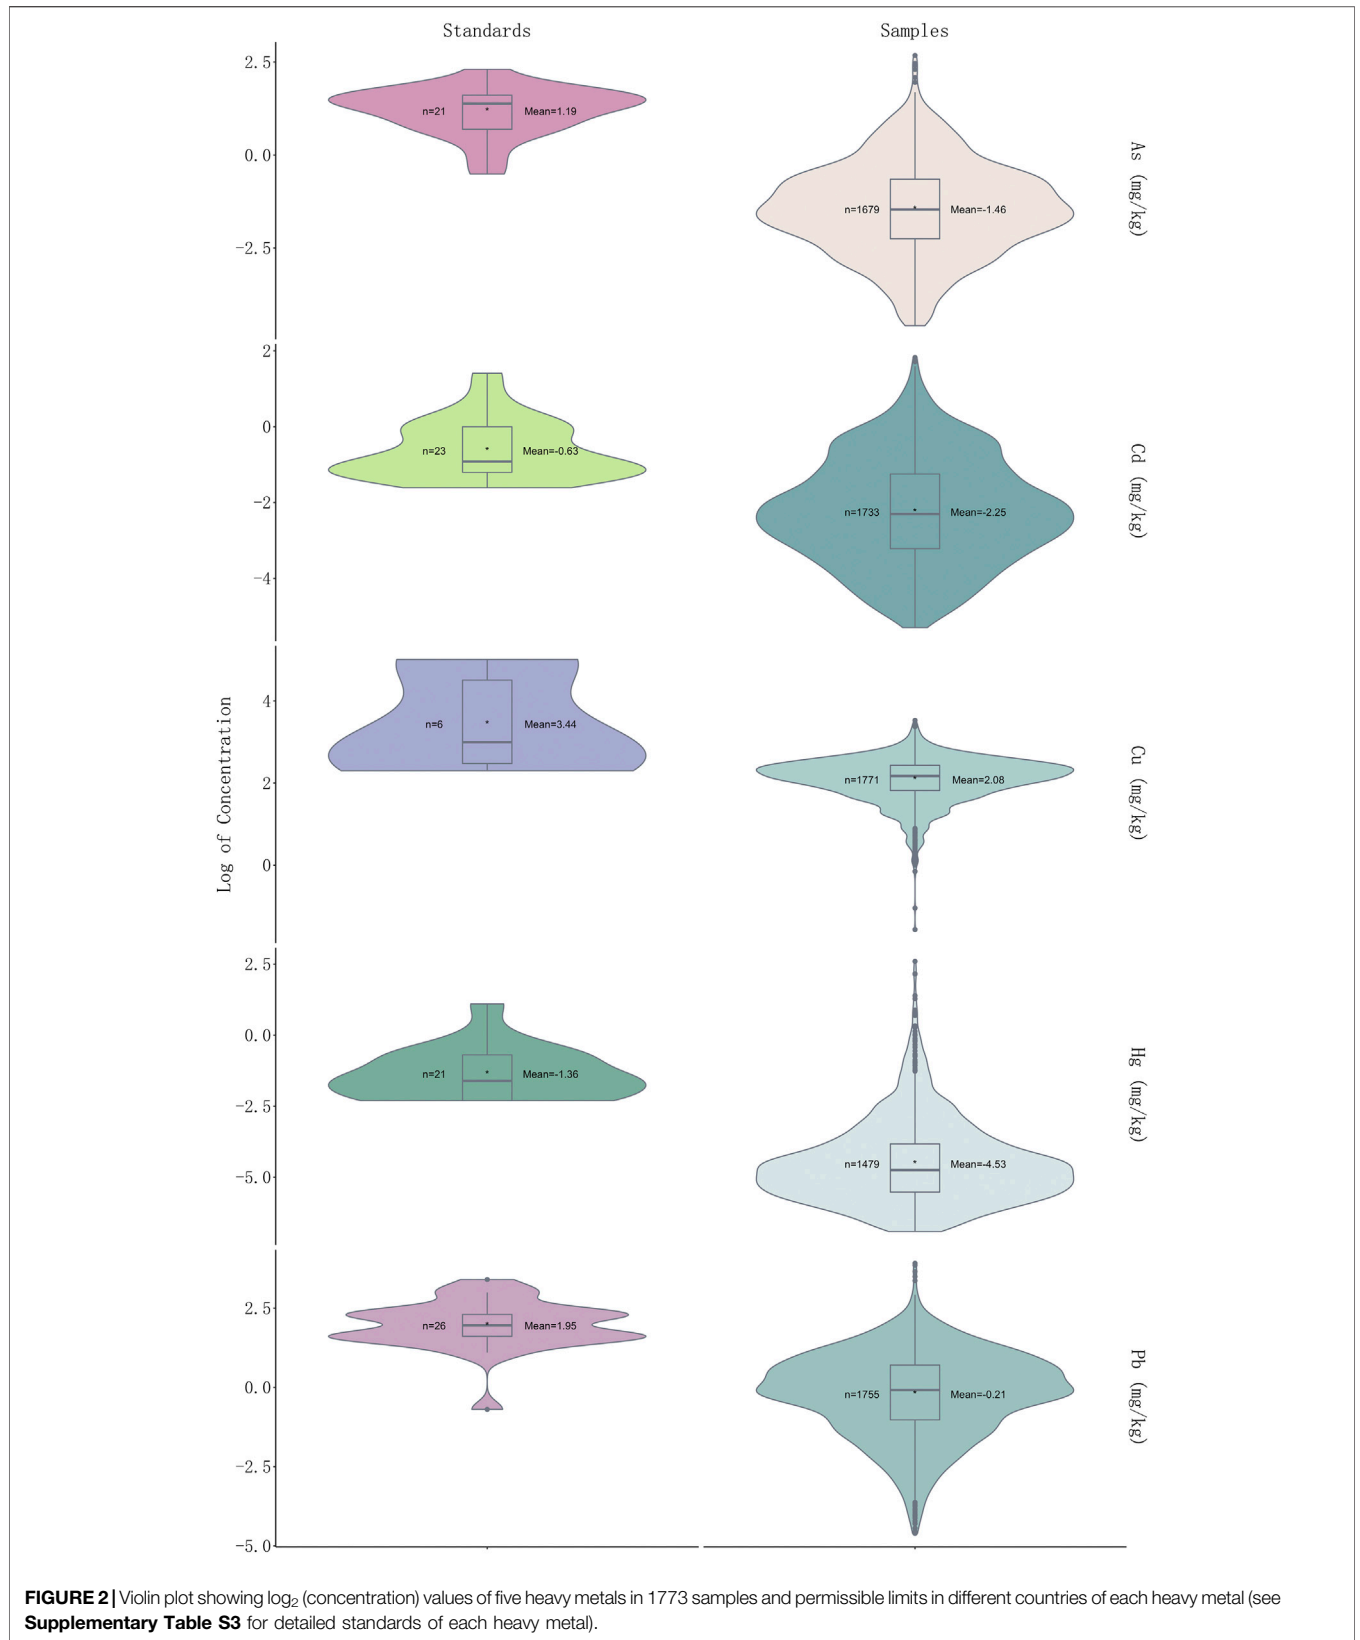 Standards
Samples
2.5
0.0
−2.5
n=21
Mean=1.19
n=1679
Mean=-1.46
As (mg/kg)
2
0
−2
−4
n=23
Mean=-0.63
n=1733
Mean=-2.25
Cd (mg/kg)
Log of Concentration
4
2
0
n=6
Mean=3.44
n=1771
Mean=2.08
Cu (mg/kg)
2.5
0.0
−2.5
−5.0
n=21
Mean=-1.36
n=1479
Mean=-4.53
Hg (mg/kg)
2.5
0.0
−2.5
−5.0
n=26
Mean=1.95
n=1755
Mean=-0.21
Pb (mg/kg)
FIGURE 2 | Violin plot showing log₂ (concentration) values of five heavy metals in 1773 samples and permissible limits in different countries of each heavy metal (see
Supplementary Table S3 for detailed standards of each heavy metal).